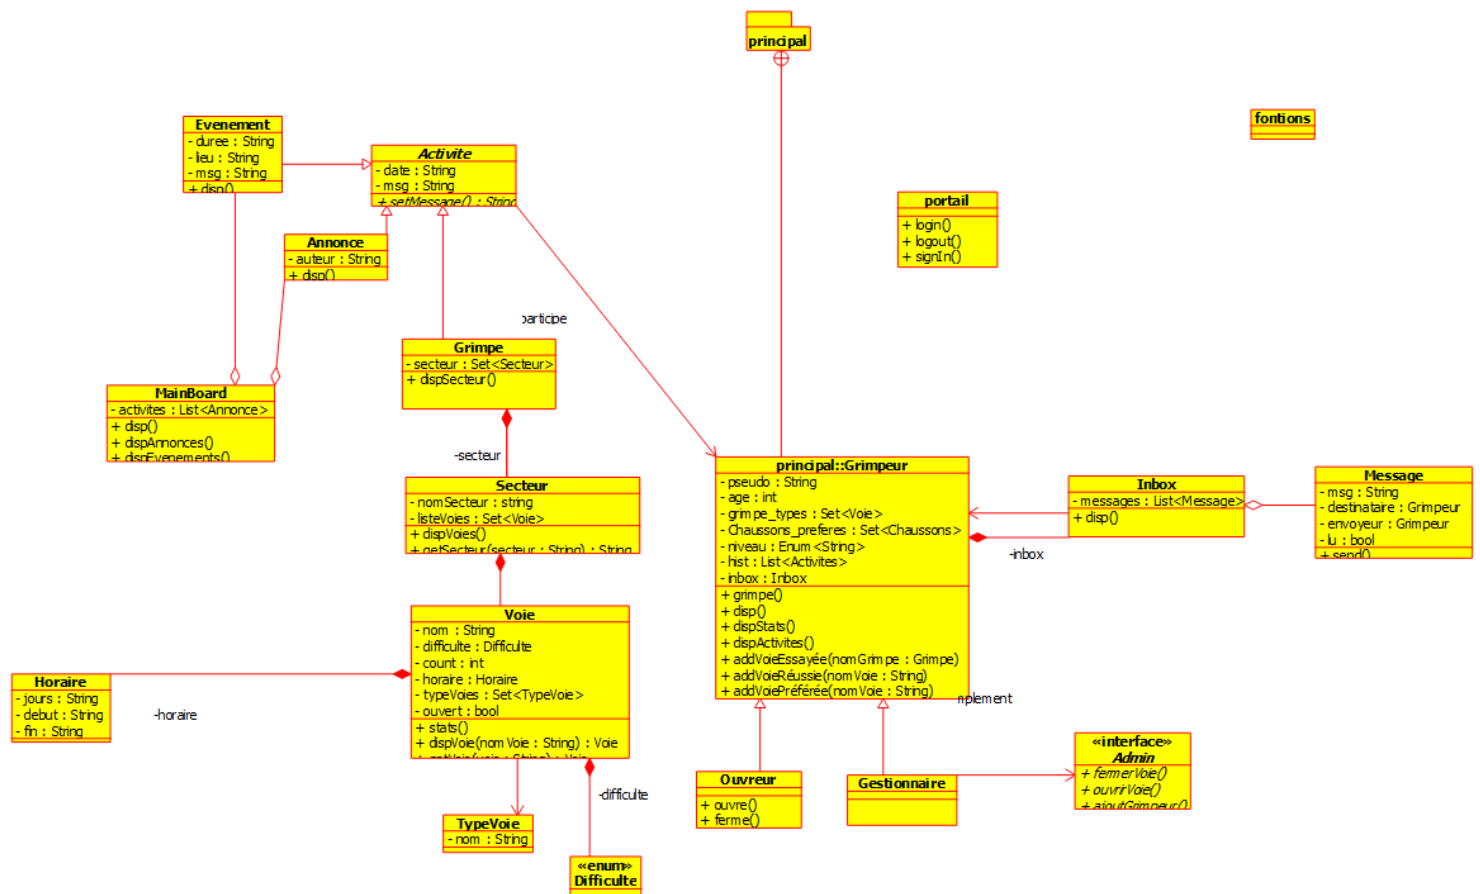 principal
fontions
Evenement
- duree : String
- lieu : String
- msg : String
+ disp()
Activite
- date : String
- msg : String
+ setMessage() : String
portail
+ login()
+ logout()
+ signIn()
Annonce
- auteur : String
+ disp()
participe
Grimpe
- secteur : Set<Secteur>
+ dispSecteur()
MainBoard
- activites : List<Annonce>
+ disp()
+ dispAnnonces()
+ dispEvenements()
-secteur
Secteur
- nomSecteur : string
- listeVoies : Set<Voie>
+ dispVoies()
+ getSecteur(secteur : String) : String
principal::Grimpeur
- pseudo : String
- age : int
- grimpe_types : Set<Voie>
- Chaussons_preferes : Set<Chaussons>
- niveau : Enum<String>
- hist : List<Activites>
- inbox : Inbox
+ grimpe()
+ disp()
+ dispStats()
+ dispActivites()
+ addVoieEssayée(nomGrimpe : Grimpe)
+ addVoieRéussie(nomVoie : String)
+ addVoiePréférée(nomVoie : String)
Inbox
- messages : List<Message>
+ disp()
-inbox
Message
- msg : String
- destinataire : Grimpeur
- envoyeur : Grimpeur
- lu : bool
+ send()
Voie
- nom : String
- difficulte : Difficulte
- count : int
- horaire : Horaire
- typeVoies : Set<TypeVoie>
- ouvert : bool
+ stats()
+ dispVoie(nomVoie : String) : Voie
+ getVoie(voie : String) : Voie
Horaire
- jours : String
- debut : String
- fin : String
-horaire
mplement
«interface»
Admin
+ fermerVoie()
+ ouvrirVoie()
+ ajoutGrimpeur()
Ouvreur
+ ouvre()
+ ferme()
Gestionnaire
-difficulte
TypeVoie
- nom : String
«enum»
Difficulte